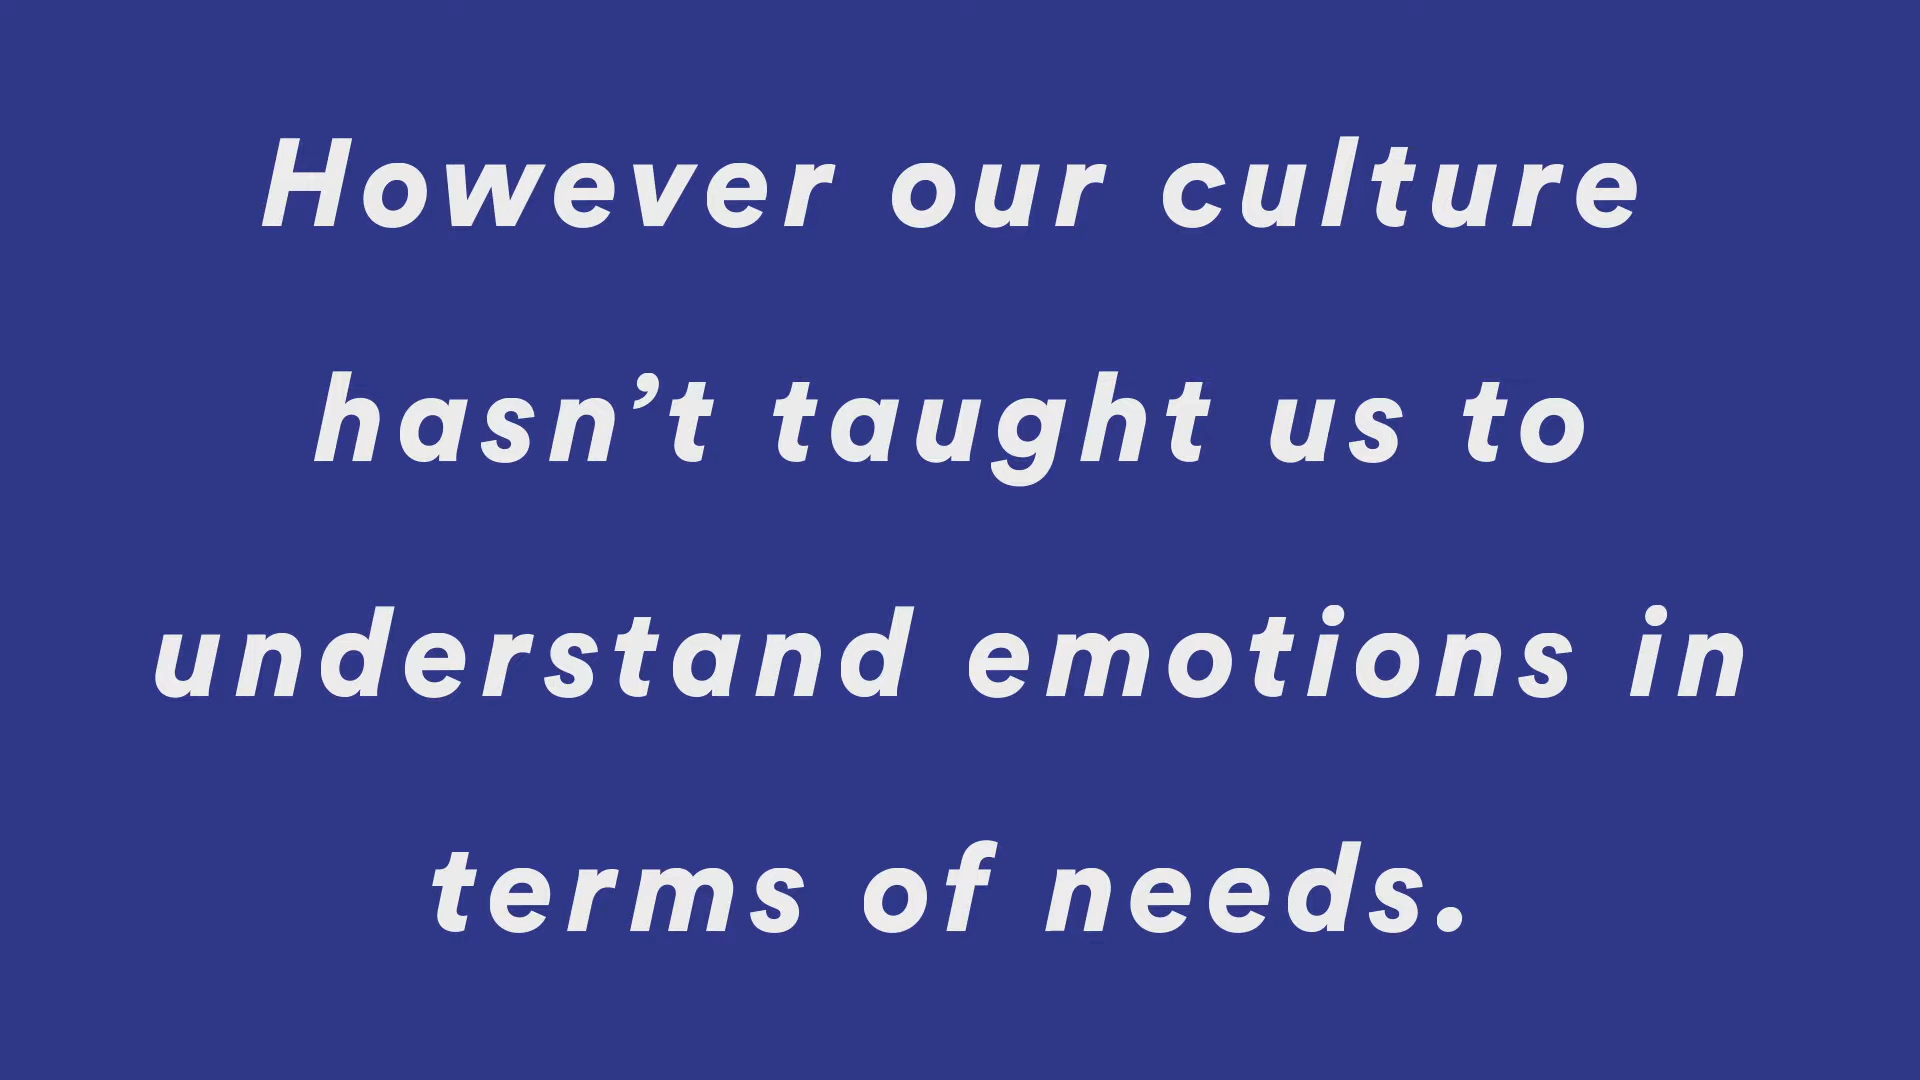 However our culture
hasn’t taught us to
understand emotions in
terms of needs.